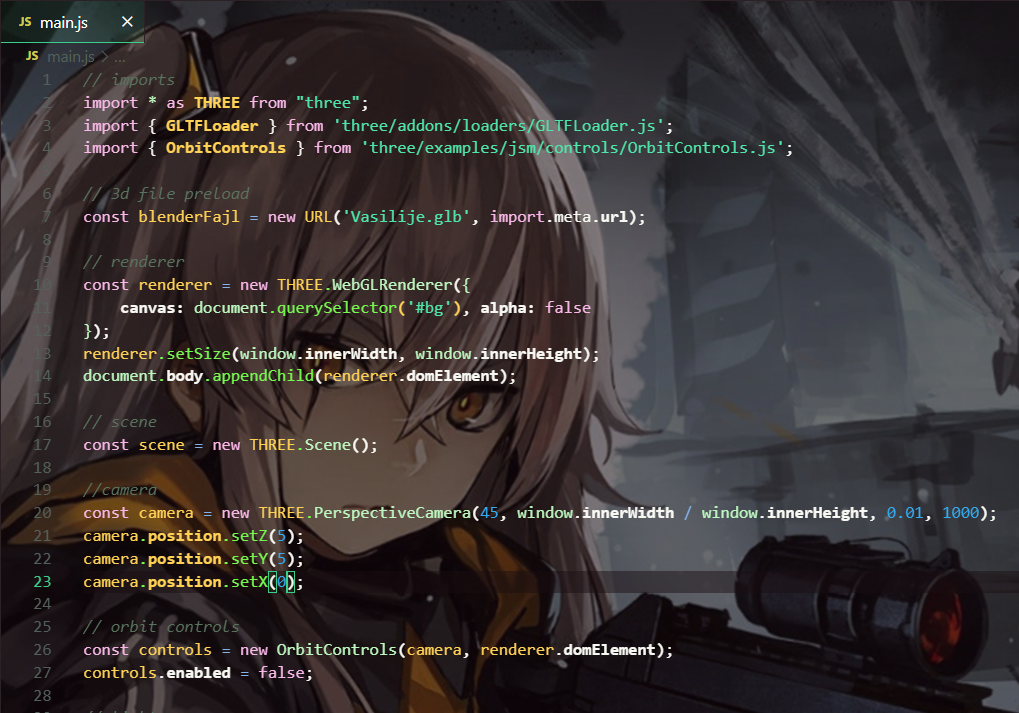 JS main.js ×
JS main.js > ...
1 // imports
2 import * as THREE from "three";
3 import { GLTFLoader } from 'three/addons/loaders/GLTFLoader.js';
4 import { OrbitControls } from 'three/examples/jsm/controls/OrbitControls.js';
6 // 3d file preload
7 const blenderFajl = new URL('Vasilije.glb', import.meta.url);
8
9 // renderer
10 const renderer = new THREE.WebGLRenderer({
11 canvas: document.querySelector('#bg'), alpha: false
12 });
13 renderer.setSize(window.innerWidth, window.innerHeight);
14 document.body.appendChild(renderer.domElement);
15
16 // scene
17 const scene = new THREE.Scene();
18
19 //camera
20 const camera = new THREE.PerspectiveCamera(45, window.innerWidth / window.innerHeight, 0.01, 1000);
21 camera.position.setZ(5);
22 camera.position.setY(5);
23 camera.position.setX(0);
24
25 // orbit controls
26 const controls = new OrbitControls(camera, renderer.domElement);
27 controls.enabled = false;
28